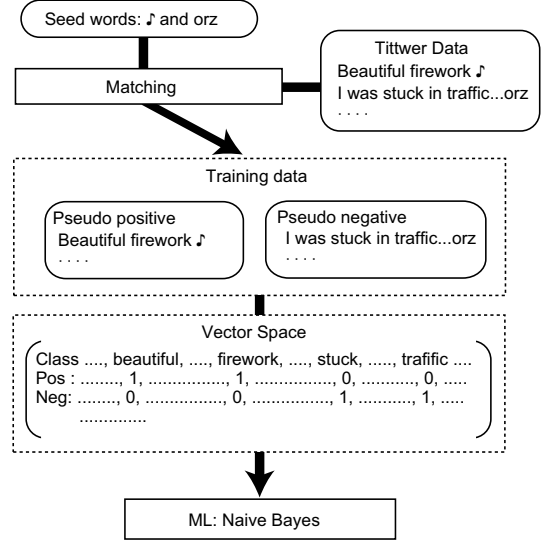 Seed words: ♪ and orz
Matching
Tittwer Data
Beautiful firework ♪
I was stuck in traffic...orz
. . . .
Training data
Pseudo positive
Beautiful firework ♪
. . . .
Pseudo negative
I was stuck in traffic...orz
. . . .
Vector Space
Class ...., beautiful, ...., firework, ...., stuck, ....., trafific ....
Pos : ........, 1, ................, 1, ................, 0, ..........., 0, .....
Neg: ........, 0, ................, 0, ................, 1, ..........., 1, .....
..............
ML: Naive Bayes